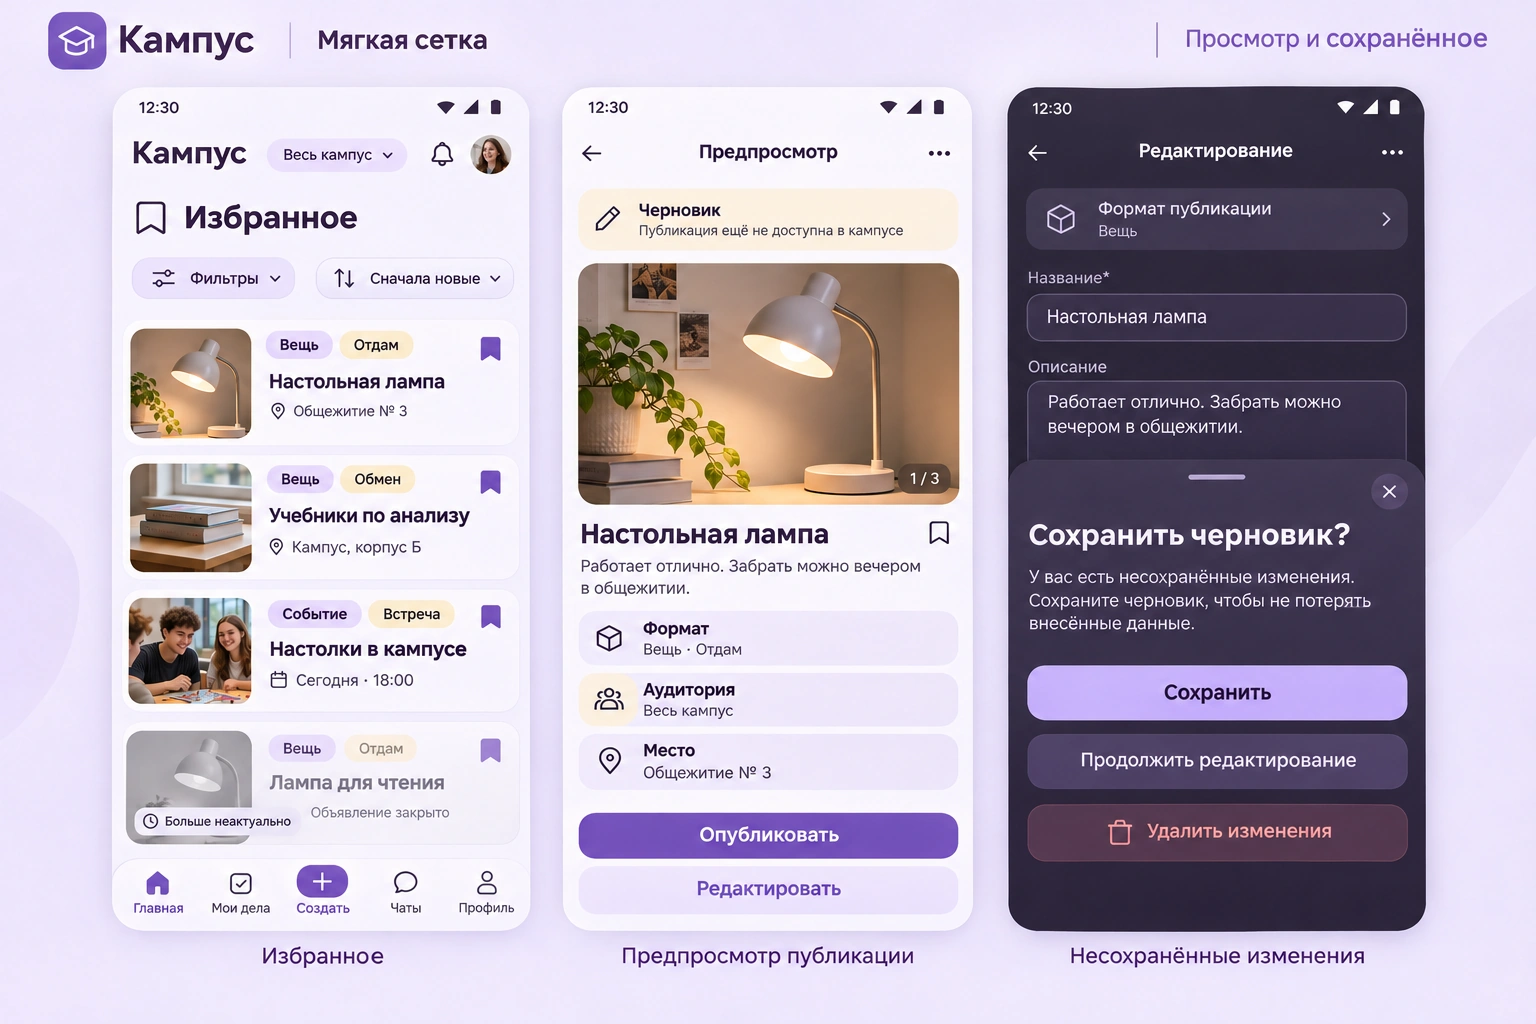 Кампус
Мягкая сетка
Просмотр и сохранённое
12:30
Кампус
Весь кампус
Избранное
Фильтры
Сначала новые
Вещь
Отдам
Настольная лампа
Общежитие № 3
Вещь
Обмен
Учебники по анализу
Кампус, корпус Б
Событие
Встреча
Настолки в кампусе
Сегодня · 18:00
Вещь
Отдам
Лампа для чтения
Больше неактуально
Объявление закрыто
Главная
Мои дела
Создать
Чаты
Профиль
Избранное
12:30
Предпросмотр
Черновик
Публикация ещё не доступна в кампусе
1 / 3
Настольная лампа
Работает отлично. Забрать можно вечером
в общежитии.
Формат
Вещь · Отдам
Аудитория
Весь кампус
Место
Общежитие № 3
Опубликовать
Редактировать
Предпросмотр публикации
12:30
Редактирование
Формат публикации
Вещь
Название*
Настольная лампа
Описание
Работает отлично. Забрать можно
вечером в общежитии.
Сохранить черновик?
У вас есть несохранённые изменения.
Сохраните черновик, чтобы не потерять
внесённые данные.
Сохранить
Продолжить редактирование
Удалить изменения
Несохранённые изменения